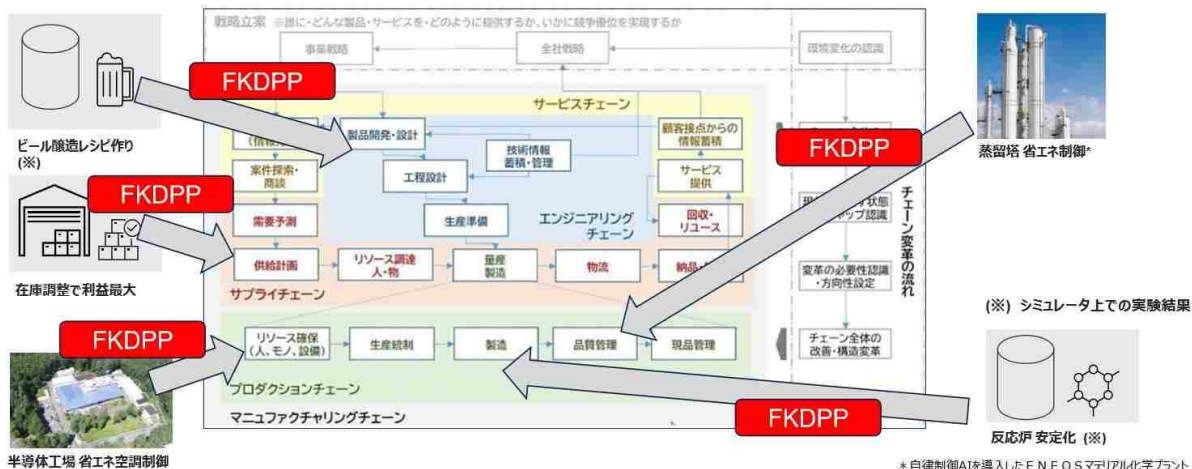 戦略立案 ※誰に・どんな製品・サービスを・どのように提供するか、いかに競争優位を実現するか
事業戦略
全社戦略
環境変化の認識
FKDPP
サービスチェーン
ビール醸造レシピ作り
(※)
製品開発・設計
技術情報
蓄積・管理
顧客接点からの
情報蓄積
FKDPP
蒸留塔 省エネ制御*
案件探索・
商談
工程設計
サービス
提供
FKDPP
需要予測
生産準備
エンジニアリング
チェーン
回収・
リユース
チェーン変革の流れ
供給計画
リソース調達
人・物
量産
製造
物流
納品・
変革の必要性認識
・方向性設定
在庫調整で利益最大
サプライチェーン
(※) シミュレータ上での実験結果
FKDPP
リソース確保
(人、モノ、設備)
生産統制
製造
品質管理
現品管理
チェーン全体の
改善・構造変革
プロダクションチェーン
マニュファクチャリングチェーン
FKDPP
半導体工場 省エネ空調制御
反応炉 安定化 (※)
* 自律制御AIを導入したENEOSマテリアル化学プラント